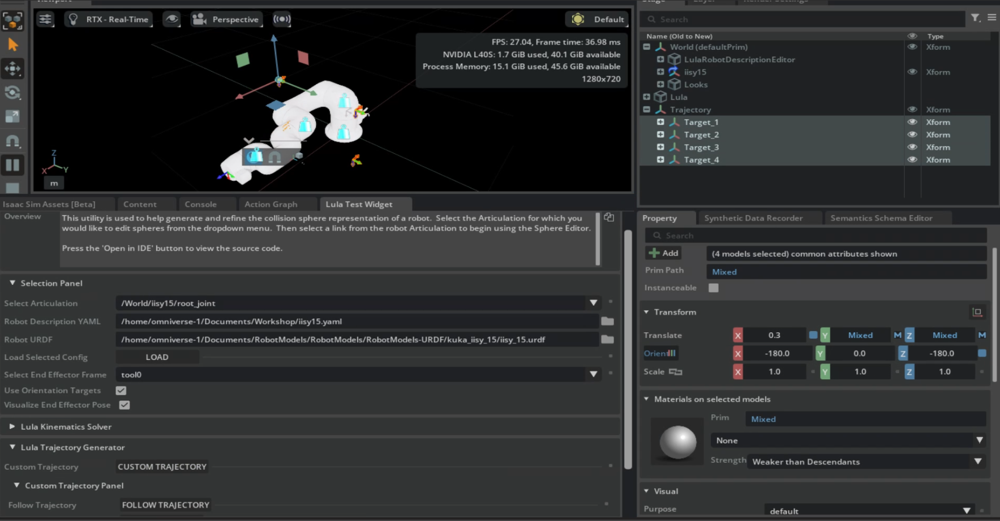 Viewport
RTX - Real-Time
Perspective
Default
FPS: 27.04, Frame time: 36.98 ms
NVIDIA L40S: 1.7 GiB used, 40.1 GiB available
Process Memory: 15.1 GiB used, 45.6 GiB available
1280x720
Z
X Y
m
Stage Layer Render Settings
Search
Name (Old to New) Type
World (defaultPrim) Xform
LulaRobotDescriptionEditor
iisy15 Xform
Looks
Lula
Trajectory Xform
Target_1 Xform
Target_2 Xform
Target_3 Xform
Target_4 Xform
Isaac Sim Assets [Beta] Content Console Action Graph Lula Test Widget
Overview
This utility is used to help generate and refine the collision sphere representation of a robot. Select the Articulation for which you
would like to edit spheres from the dropdown menu. Then select a link from the robot Articulation to begin using the Sphere Editor.
Press the 'Open in IDE' button to view the source code.
Selection Panel
Select Articulation /World/iisy15/root_joint
Robot Description YAML /home/omniverse-1/Documents/Workshop/iisy15.yaml
Robot URDF /home/omniverse-1/Documents/RobotModels/RobotModels/RobotModels-URDF/kuka_iisy_15/iisy_15.urdf
Load Selected Config LOAD
Select End Effector Frame tool0
Use Orientation Targets
Visualize End Effector Pose
Lula Kinematics Solver
Lula Trajectory Generator
Custom Trajectory CUSTOM TRAJECTORY
Custom Trajectory Panel
Follow Trajectory FOLLOW TRAJECTORY
Property Synthetic Data Recorder Semantics Schema Editor
Search
Add (4 models selected) common attributes shown
Prim Path Mixed
Instanceable
Transform
Translate X 0.3 Y Mixed M Z Mixed M
Orient X -180.0 Y 0.0 Z -180.0
Scale X 1.0 Y 1.0 Z 1.0
Materials on selected models
Prim Mixed
None
Strength Weaker than Descendants
Visual
Purpose default